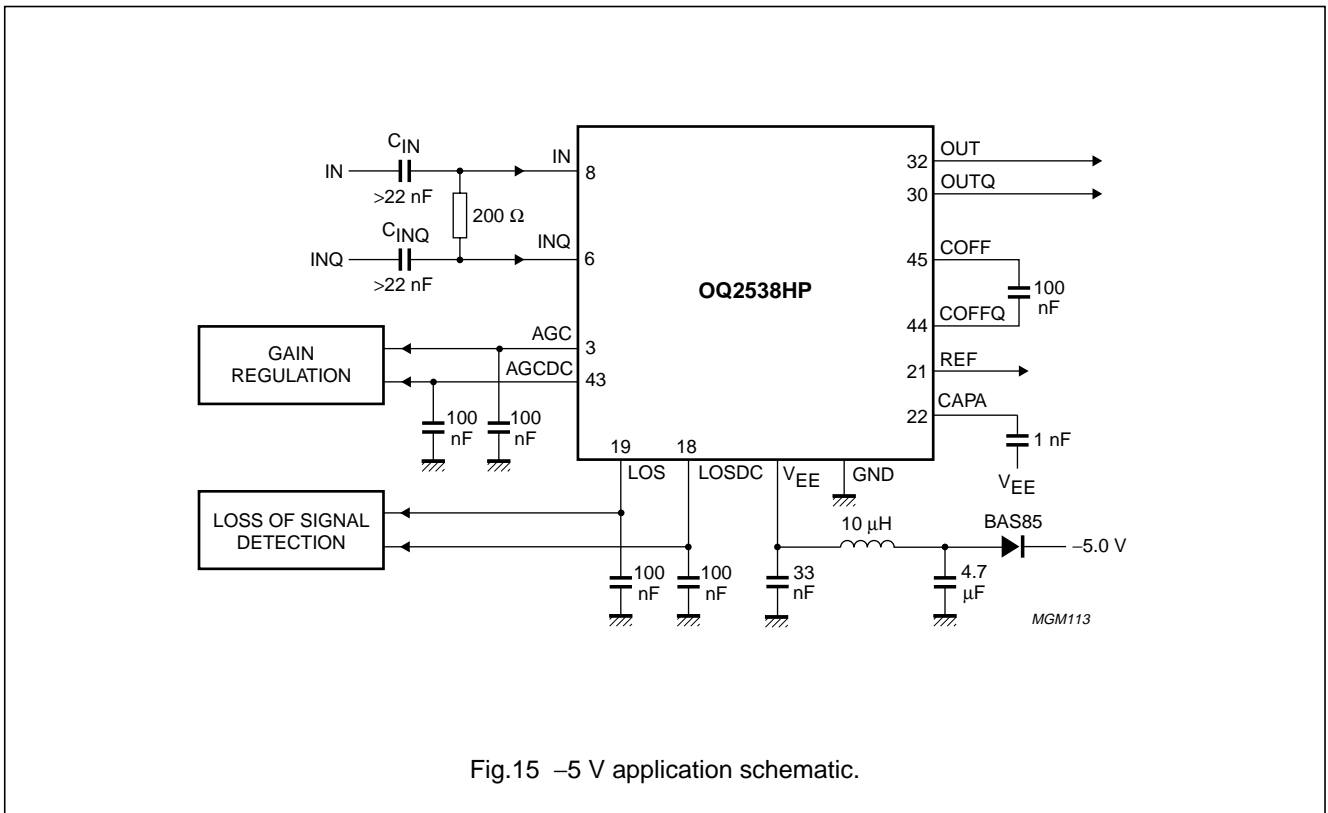 C_IN
IN
>22 nF
IN
8
200 Ω
C_INQ
INQ
>22 nF
INQ
6
OQ2538HP
32
OUT
30
OUTQ
45
COFF
100
nF
44
COFFQ
21
REF
22
CAPA
1 nF
V_EE
GAIN
REGULATION
AGC
3
AGCDC
43
100
nF
100
nF
19
LOS
18
LOSDC
V_EE
GND
LOSS OF SIGNAL
DETECTION
100
nF
100
nF
33
nF
10 μH
4.7
μF
BAS85
−5.0 V
MGM113
Fig.15 −5 V application schematic.